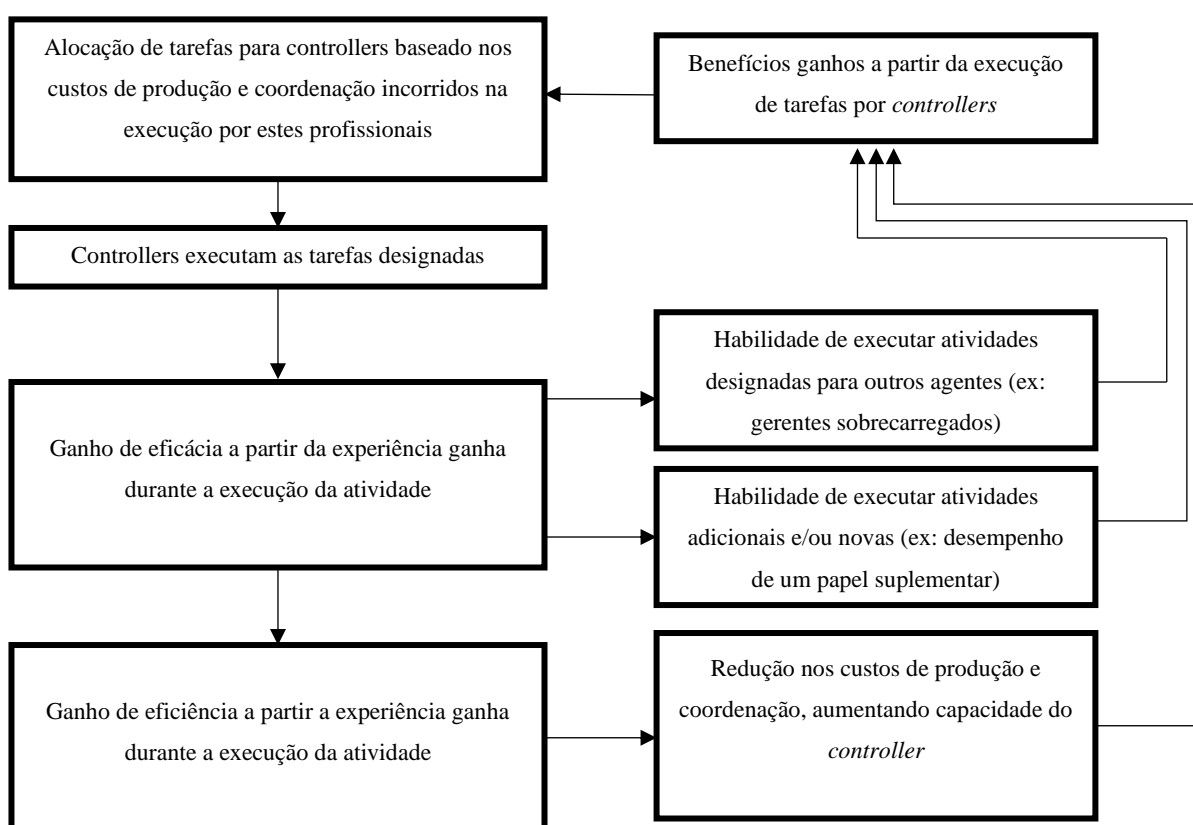 Alocação de tarefas para controllers baseado nos
custos de produção e coordenação incorridos na
execução por estes profissionais
Benefícios ganhos a partir da execução
de tarefas por controllers
Controllers executam as tarefas designadas
Habilidade de executar atividades
designadas para outros agentes (ex:
gerentes sobrecarregados)
Ganho de eficácia a partir da experiência ganha
durante a execução da atividade
Habilidade de executar atividades
adicionais e/ou novas (ex: desempenho
de um papel suplementar)
Ganho de eficiência a partir a experiência ganha
durante a execução da atividade
Redução nos custos de produção e
coordenação, aumentando capacidade do
controller